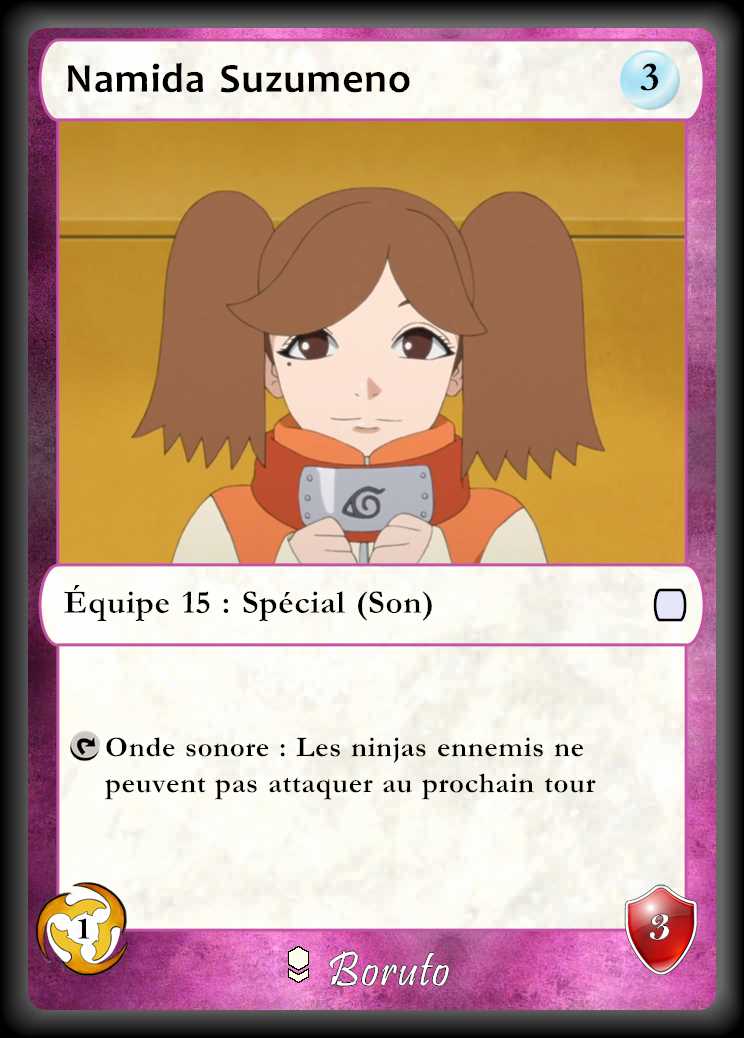 Namida Suzumeno
3
Équipe 15 : Spécial (Son)
Onde sonore : Les ninjas ennemis ne
peuvent pas attaquer au prochain tour
1
3
Boruto